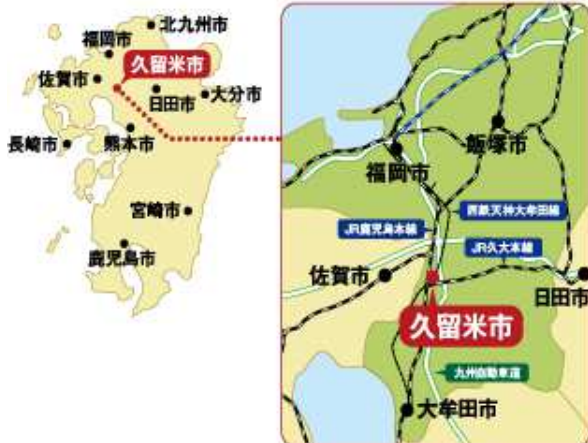 北九州市
福岡市
久留米市
佐賀市
日田市
大分市
長崎市
熊本市
宮崎市
鹿児島市
福岡市
飯塚市
西鉄天神大牟田線
JR鹿児島本線
JR久大本線
佐賀市
日田市
久留米市
九州自動車道
大牟田市